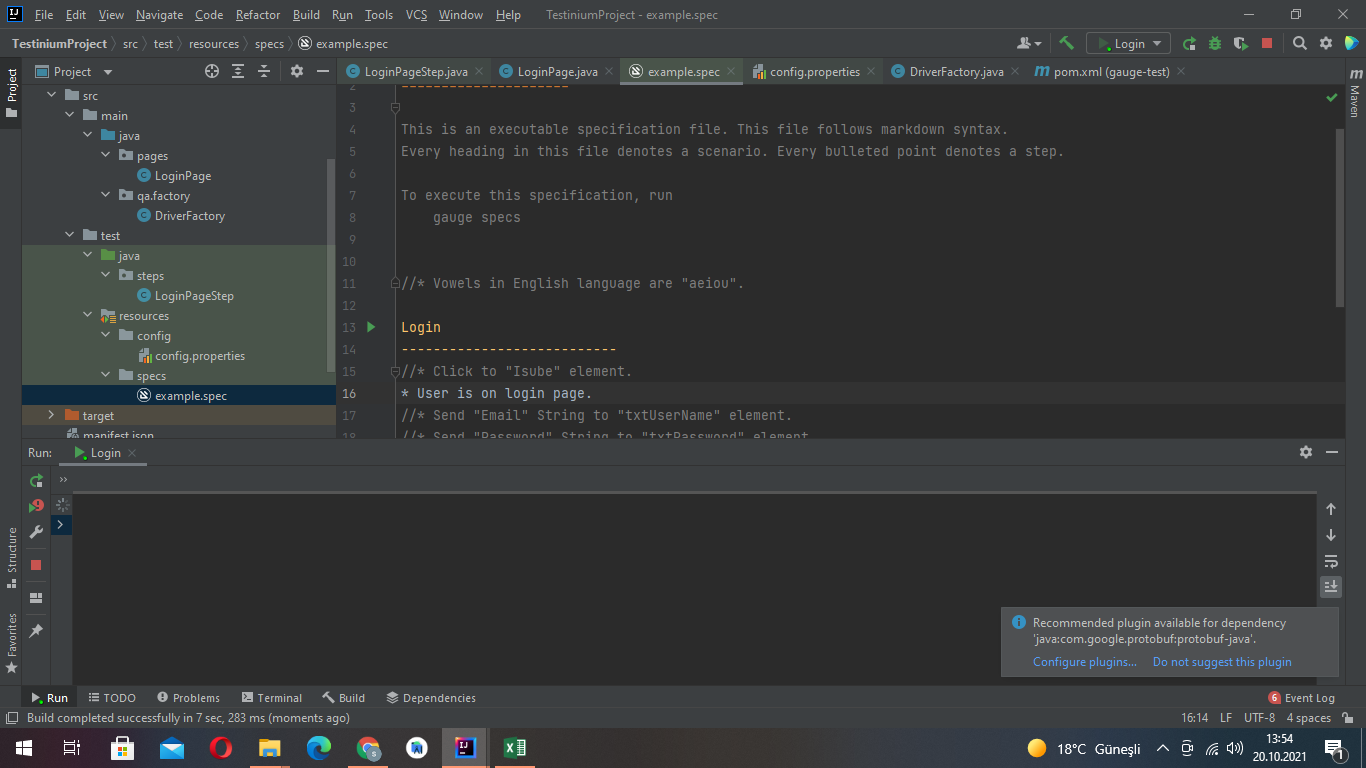 File Edit View Navigate Code Refactor Build Run Tools VCS Window Help TestiniumProject - example.spec
TestiniumProject src test resources specs example.spec Login
Project LoginPageStep.java LoginPage.java example.spec config.properties DriverFactory.java pom.xml (gauge-test)
Project
Maven
src
main
java
pages
LoginPage
qa.factory
DriverFactory
test
java
steps
LoginPageStep
resources
config
config.properties
specs
example.spec
target
manifest.json
2 ---------------------
3
4 This is an executable specification file. This file follows markdown syntax.
5 Every heading in this file denotes a scenario. Every bulleted point denotes a step.
6
7 To execute this specification, run
8 gauge specs
9
10
11 //* Vowels in English language are "aeiou".
12
13 Login
14 ---------------------------
15 //* Click to "Isube" element.
16 * User is on login page.
17 //* Send "Email" String to "txtUserName" element.
18 //* Send "Password" String to "txtPassword" element
Run: Login
Structure
Favorites
Recommended plugin available for dependency
'java:com.google.protobuf:protobuf-java'.
Configure plugins... Do not suggest this plugin
Run TODO Problems Terminal Build Dependencies 6 Event Log
Build completed successfully in 7 sec, 283 ms (moments ago) 16:14 LF UTF-8 4 spaces
18°C Güneşli 13:54
20.10.2021 1